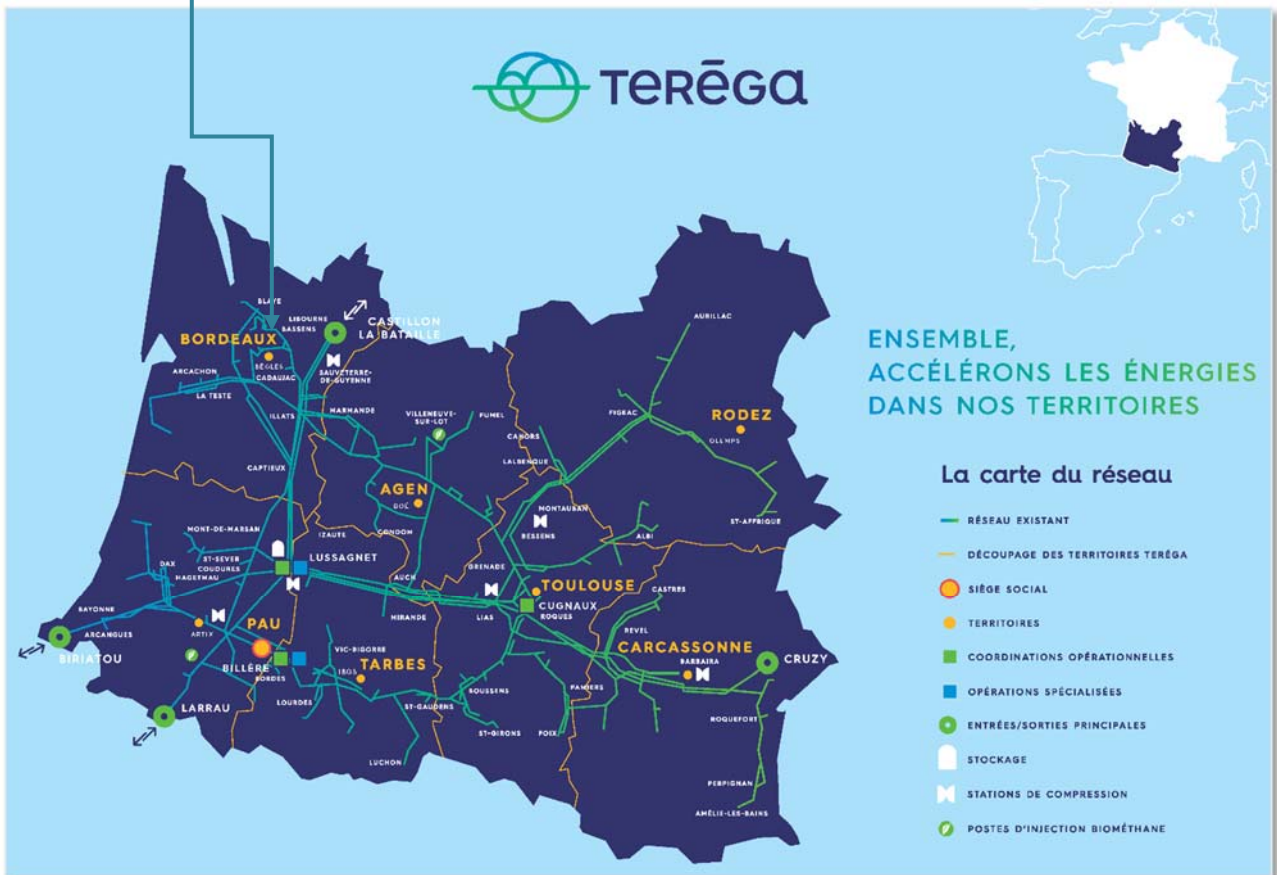 TERĒGA
ENSEMBLE,
ACCÉLÉRONS LES ÉNERGIES
DANS NOS TERRITOIRES
La carte du réseau
RÉSEAU EXISTANT
DÉCOUPAGE DES TERRITOIRES TERÉGA
SIÈGE SOCIAL
TERRITOIRES
COORDINATIONS OPÉRATIONNELLES
OPÉRATIONS SPÉCIALISÉES
ENTRÉES/SORTIES PRINCIPALES
STOCKAGE
STATIONS DE COMPRESSION
POSTES D'INJECTION BIOMÉTHANE
BLAYE
LIBOURNE
BASSENS
CASTILLON
LA BATAILLE
BORDEAUX
BÈGLES
CADAUJAC
SAUVETERRE-
DE-GUYENNE
ARCACHON
LA TESTE
ILLATS
MARMANDE
VILLENEUVE-
SUR-LOT
FUMEL
AURILLAC
FIGEAC
RODEZ
OLEMPS
CAHORS
LALBENQUE
CAPTIEUX
AGEN
BOÉ
MONTAUBAN
BESSENS
ST-AFFRIQUE
MONT-DE-MARSAN
IZAUTE
CONDOM
ALBI
ST-SEVER
COUDURES
LUSSAGNET
DAX
HAGETMAU
GRENADE
AUCH
TOULOUSE
CASTRES
BAYONNE
ARCANGUES
MIRANDE
LIAS
CUGNAUX
ROQUES
REVEL
PAU
ARTIX
CARCASSONNE
BARBAIRA
CRUZY
BIRIATOU
VIC-BIGORRE
BILLÈRE
BORDES
IBOS
TARBES
LOURDES
BOUSSENS
PAMIERS
ST-GAUDENS
LARRAU
ROQUEFORT
ST-GIRONS
FOIX
LUCHON
PERPIGNAN
AMÉLIE-LES-BAINS